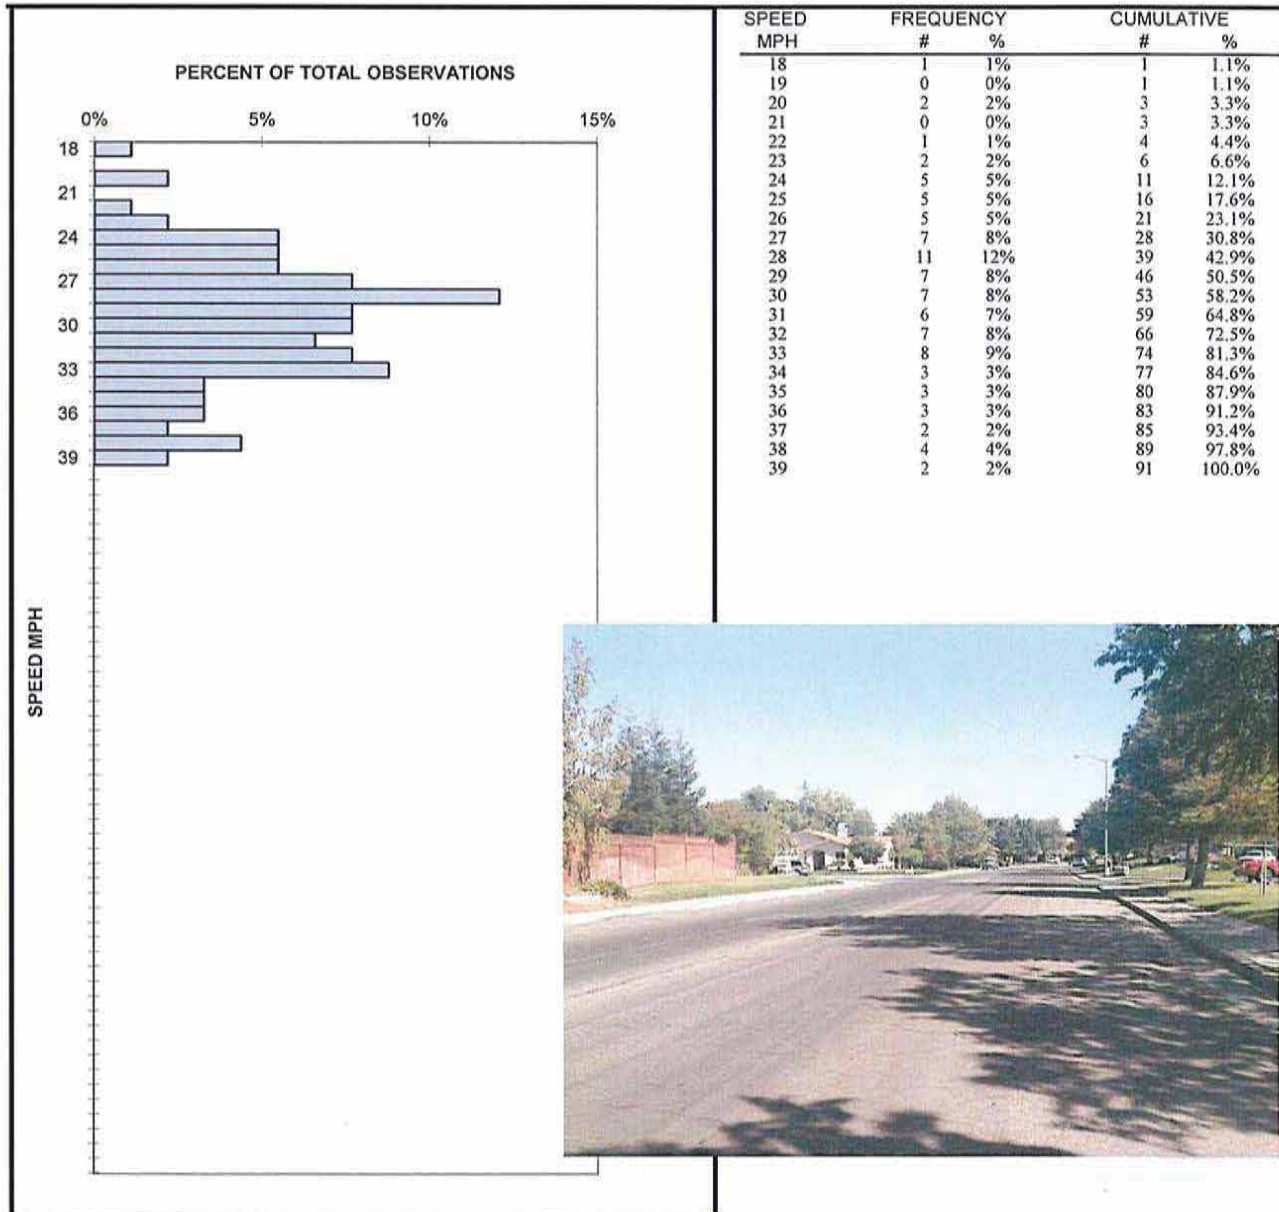 PERCENT OF TOTAL OBSERVATIONS
0% 5% 10% 15%
18
21
24
27
30
33
36
39
SPEED MPH
SPEED FREQUENCY CUMULATIVE
MPH # % # %
18 1 1% 1 1.1%
19 0 0% 1 1.1%
20 2 2% 3 3.3%
21 0 0% 3 3.3%
22 1 1% 4 4.4%
23 2 2% 6 6.6%
24 5 5% 11 12.1%
25 5 5% 16 17.6%
26 5 5% 21 23.1%
27 7 8% 28 30.8%
28 11 12% 39 42.9%
29 7 8% 46 50.5%
30 7 8% 53 58.2%
31 6 7% 59 64.8%
32 7 8% 66 72.5%
33 8 9% 74 81.3%
34 3 3% 77 84.6%
35 3 3% 80 87.9%
36 3 3% 83 91.2%
37 2 2% 85 93.4%
38 4 4% 89 97.8%
39 2 2% 91 100.0%